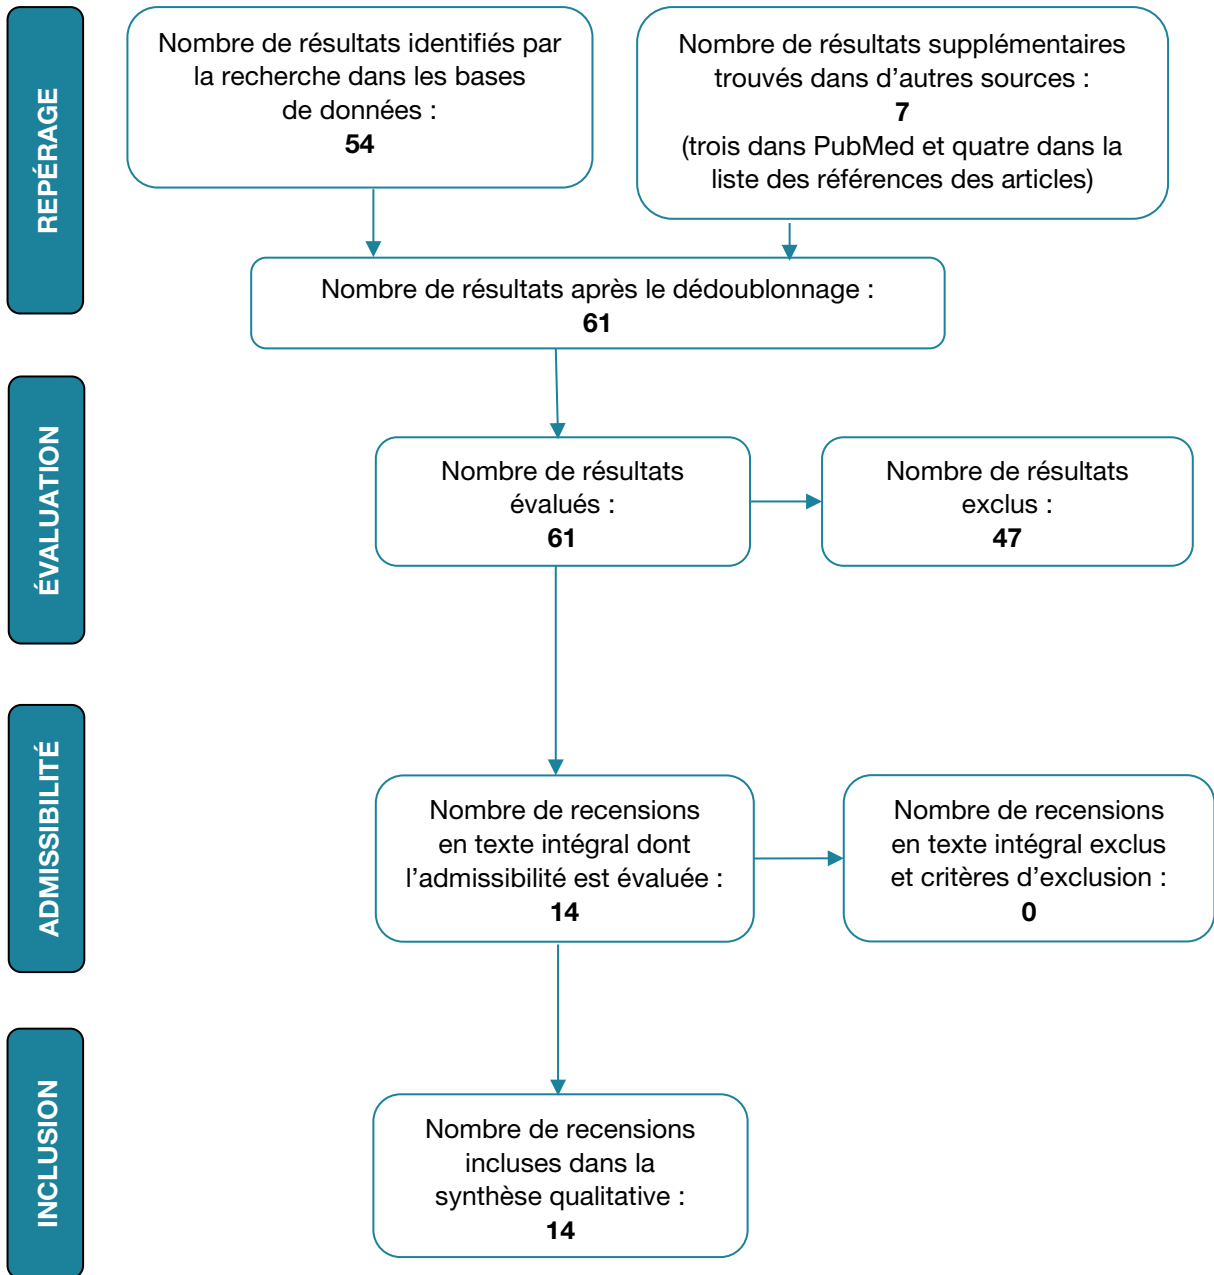 REPÉRAGE
Nombre de résultats identifiés par
la recherche dans les bases
de données :
54
Nombre de résultats supplémentaires
trouvés dans d'autres sources :
7
(trois dans PubMed et quatre dans la
liste des références des articles)
Nombre de résultats après le dédoublonnage :
61
ÉVALUATION
Nombre de résultats
évalués :
61
Nombre de résultats
exclus :
47
ADMISSIBILITÉ
Nombre de recensions
en texte intégral dont
l'admissibilité est évaluée :
14
Nombre de recensions
en texte intégral exclus
et critères d'exclusion :
0
INCLUSION
Nombre de recensions
incluses dans la
synthèse qualitative :
14